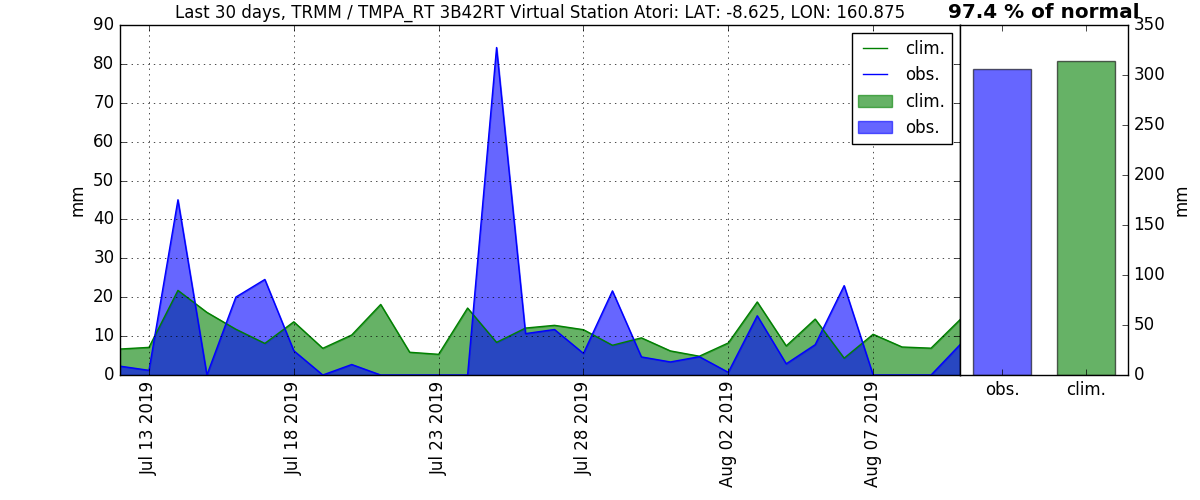 Last 30 days, TRMM / TMPA_RT 3B42RT Virtual Station Atori: LAT: -8.625, LON: 160.875
97.4 % of normal
90
80
70
60
50
40
30
20
10
0
mm
clim.
obs.
clim.
obs.
Jul 13 2019
Jul 18 2019
Jul 23 2019
Jul 28 2019
Aug 02 2019
Aug 07 2019
350
300
250
200
150
100
50
0
mm
obs.
clim.